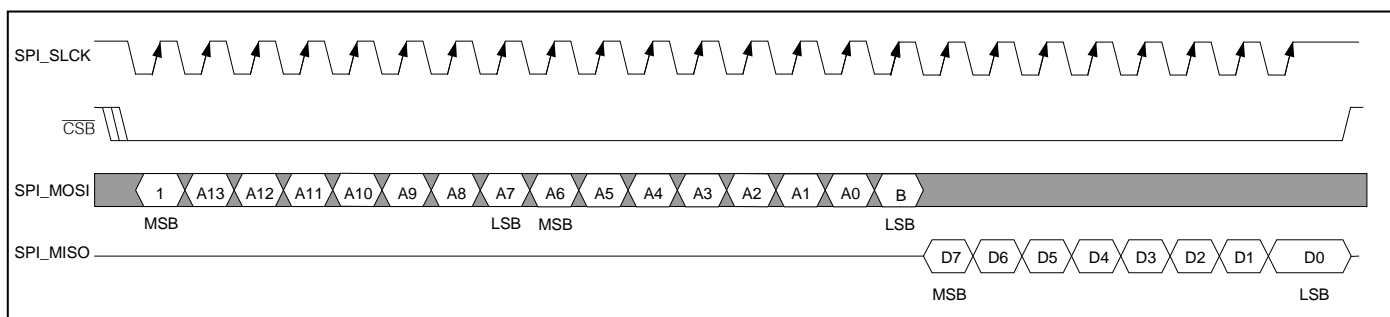 SPI_SLCK
CSB
SPI_MOSI 1 A13 A12 A11 A10 A9 A8 A7 A6 A5 A4 A3 A2 A1 A0 B
MSB LSB MSB LSB
SPI_MISO D7 D6 D5 D4 D3 D2 D1 D0
MSB LSB